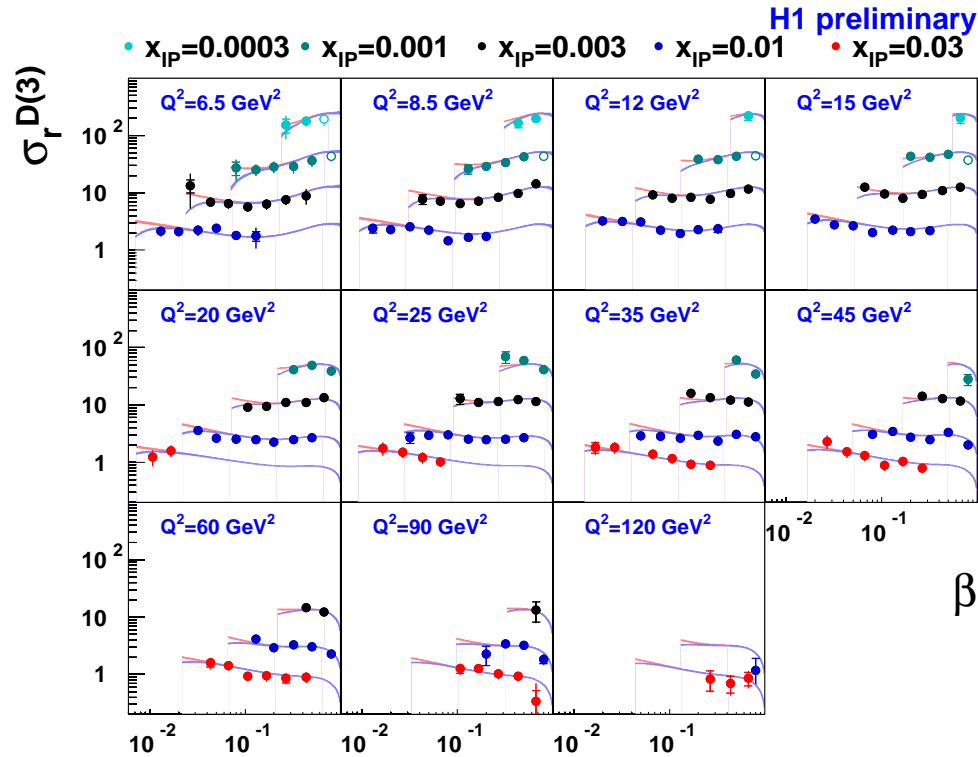 H1 preliminary
x_IP=0.0003 x_IP=0.001 x_IP=0.003 x_IP=0.01 x_IP=0.03
σ_r^D(3)
Q²=6.5 GeV² Q²=8.5 GeV² Q²=12 GeV² Q²=15 GeV²
10²
10
1
Q²=20 GeV² Q²=25 GeV² Q²=35 GeV² Q²=45 GeV²
10²
10
1
10⁻² 10⁻¹
Q²=60 GeV² Q²=90 GeV² Q²=120 GeV²
10²
10
1
β
10⁻² 10⁻¹ 10⁻² 10⁻¹ 10⁻² 10⁻¹